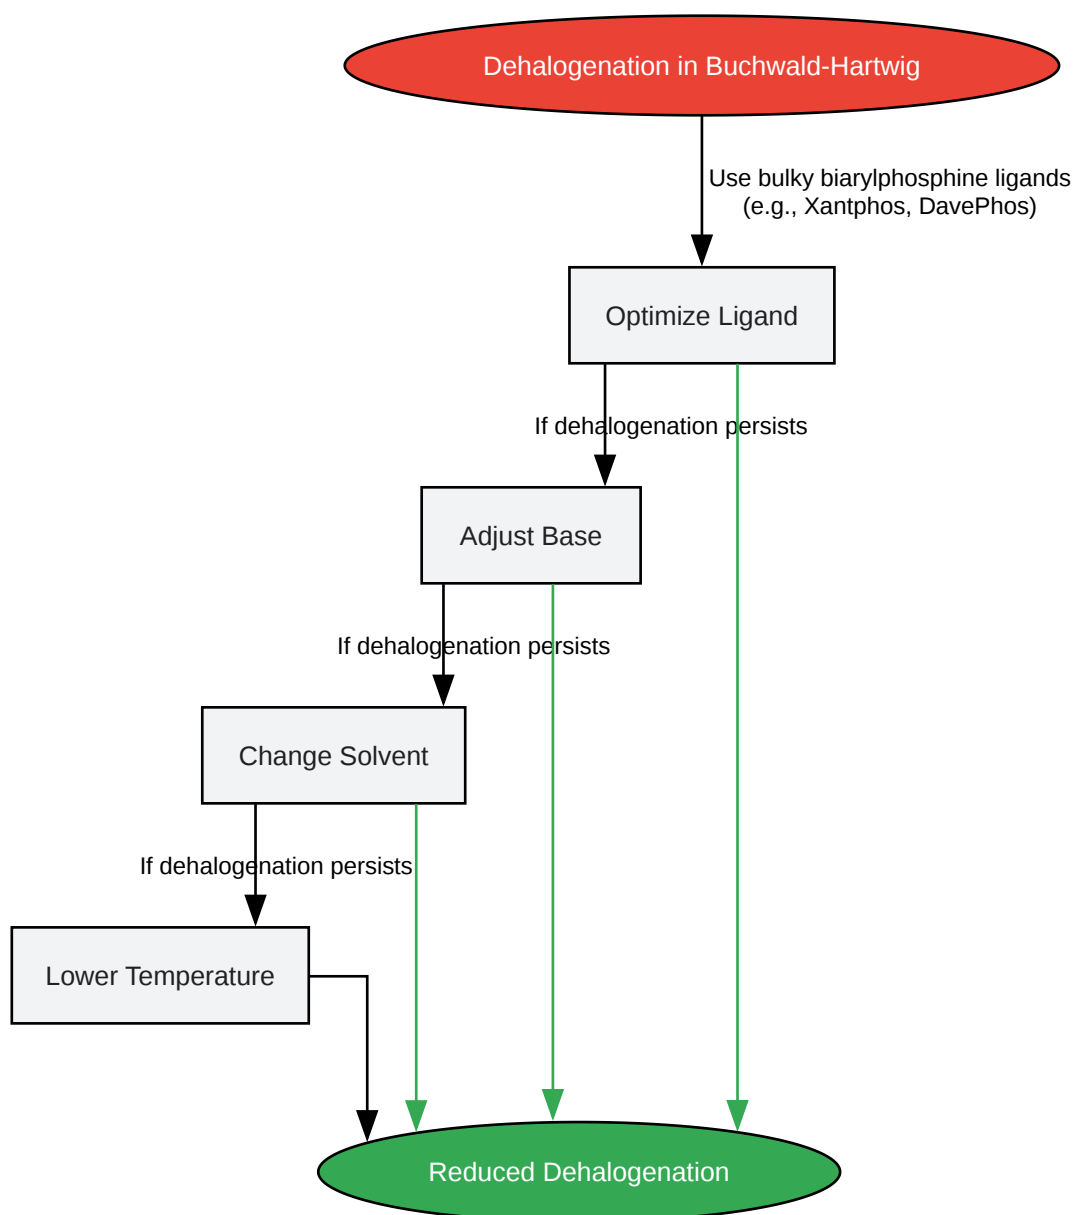 Dehalogenation in Buchwald-Hartwig
Use bulky biarylphosphine ligands
(e.g., Xantphos, DavePhos)
Optimize Ligand
If dehalogenation persists
Adjust Base
If dehalogenation persists
Change Solvent
If dehalogenation persists
Lower Temperature
Reduced Dehalogenation